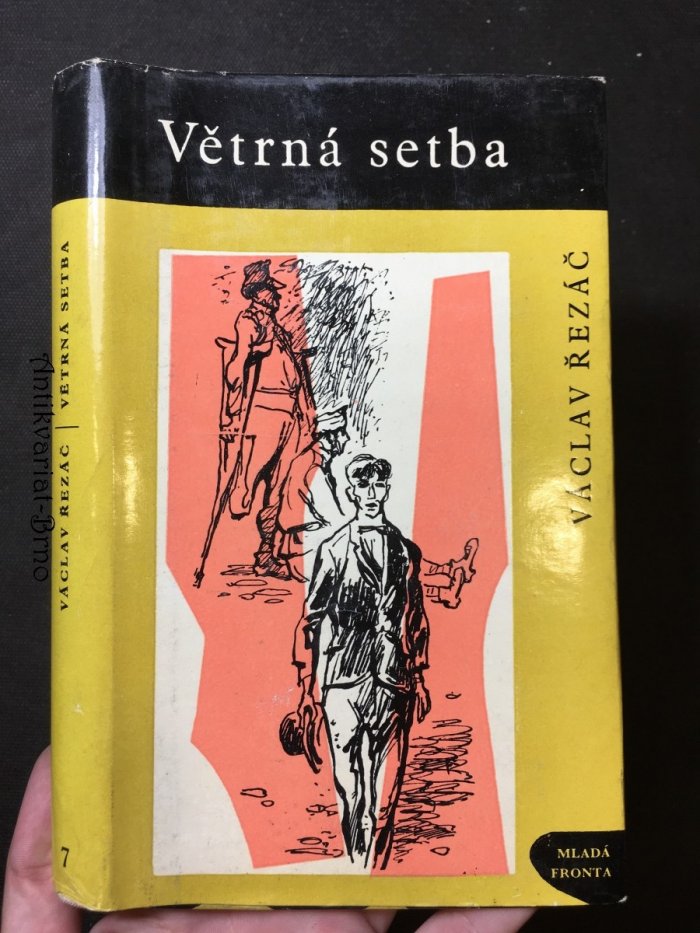 Větrná setba
VÁCLAV ŘEZÁČ
MLADÁ
FRONTA
VÁCLAV ŘEZÁČ | VĚTRNÁ SETBA
7
Antikvariat-Brno